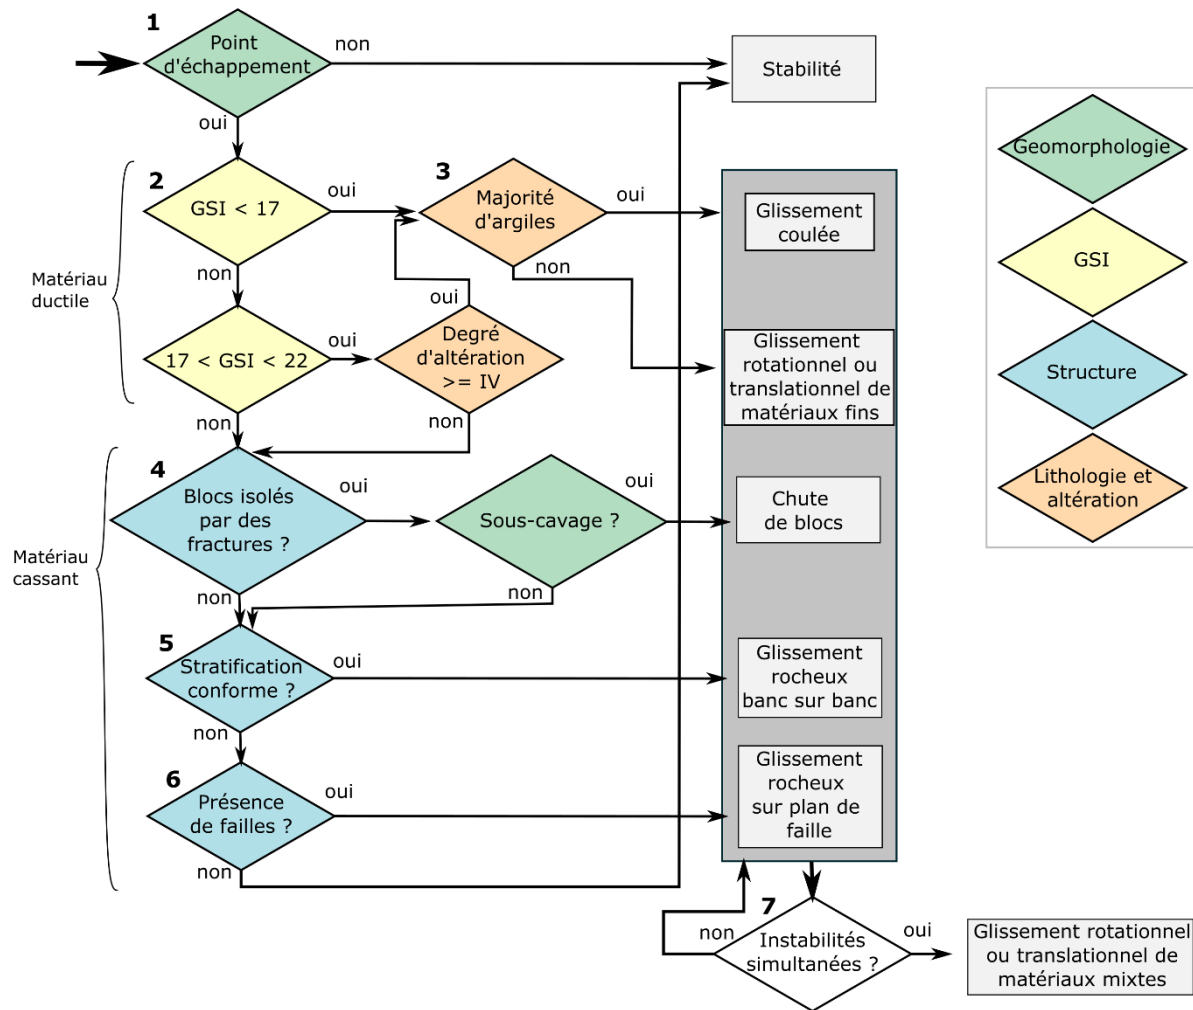 1
Point
d'échappement
non
oui
Stabilité
Geomorphologie
GSI
Structure
Lithologie et
altération
Matériau
ductile
2
GSI < 17
oui
non
3
Majorité
d'argiles
oui
non
Glissement
coulée
17 < GSI < 22
oui
non
Degré
d'altération
>= IV
oui
non
Glissement
rotationnel ou
translationnel de
matériaux fins
Matériau
cassant
4
Blocs isolés
par des
fractures ?
oui
non
Sous-cavage ?
oui
non
Chute
de blocs
5
Stratification
conforme ?
oui
non
Glissement
rocheux
banc sur banc
6
Présence
de failles ?
oui
non
Glissement
rocheux
sur plan de
faille
7
Instabilités
simultanées ?
non
oui
Glissement rotationnel
ou translationnel de
matériaux mixtes